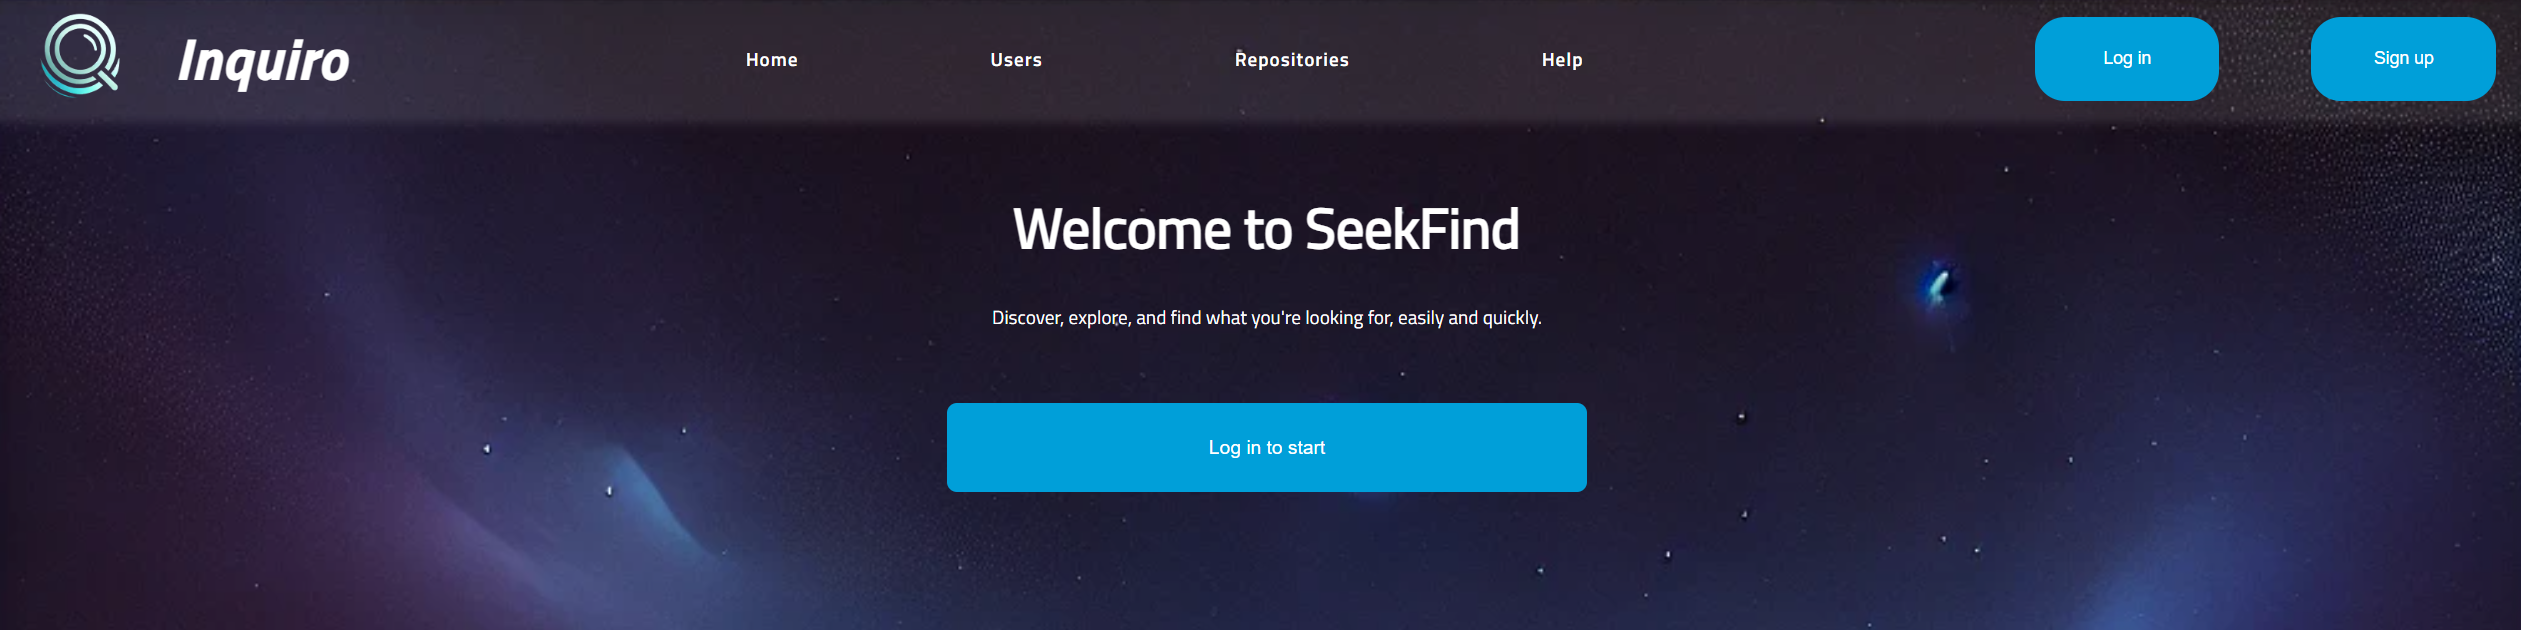 Inquiro
Home
Users
Repositories
Help
Log in
Sign up
Welcome to SeekFind
Discover, explore, and find what you're looking for, easily and quickly.
Log in to start